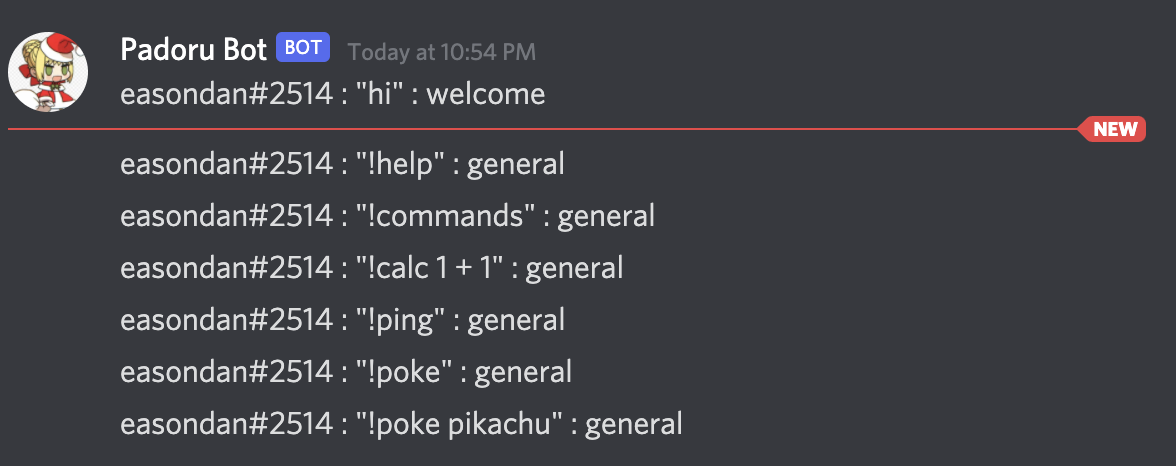 Padoru Bot BOT Today at 10:54 PM
easondan#2514 : "hi" : welcome
NEW
easondan#2514 : "!help" : general
easondan#2514 : "!commands" : general
easondan#2514 : "!calc 1 + 1" : general
easondan#2514 : "!ping" : general
easondan#2514 : "!poke" : general
easondan#2514 : "!poke pikachu" : general